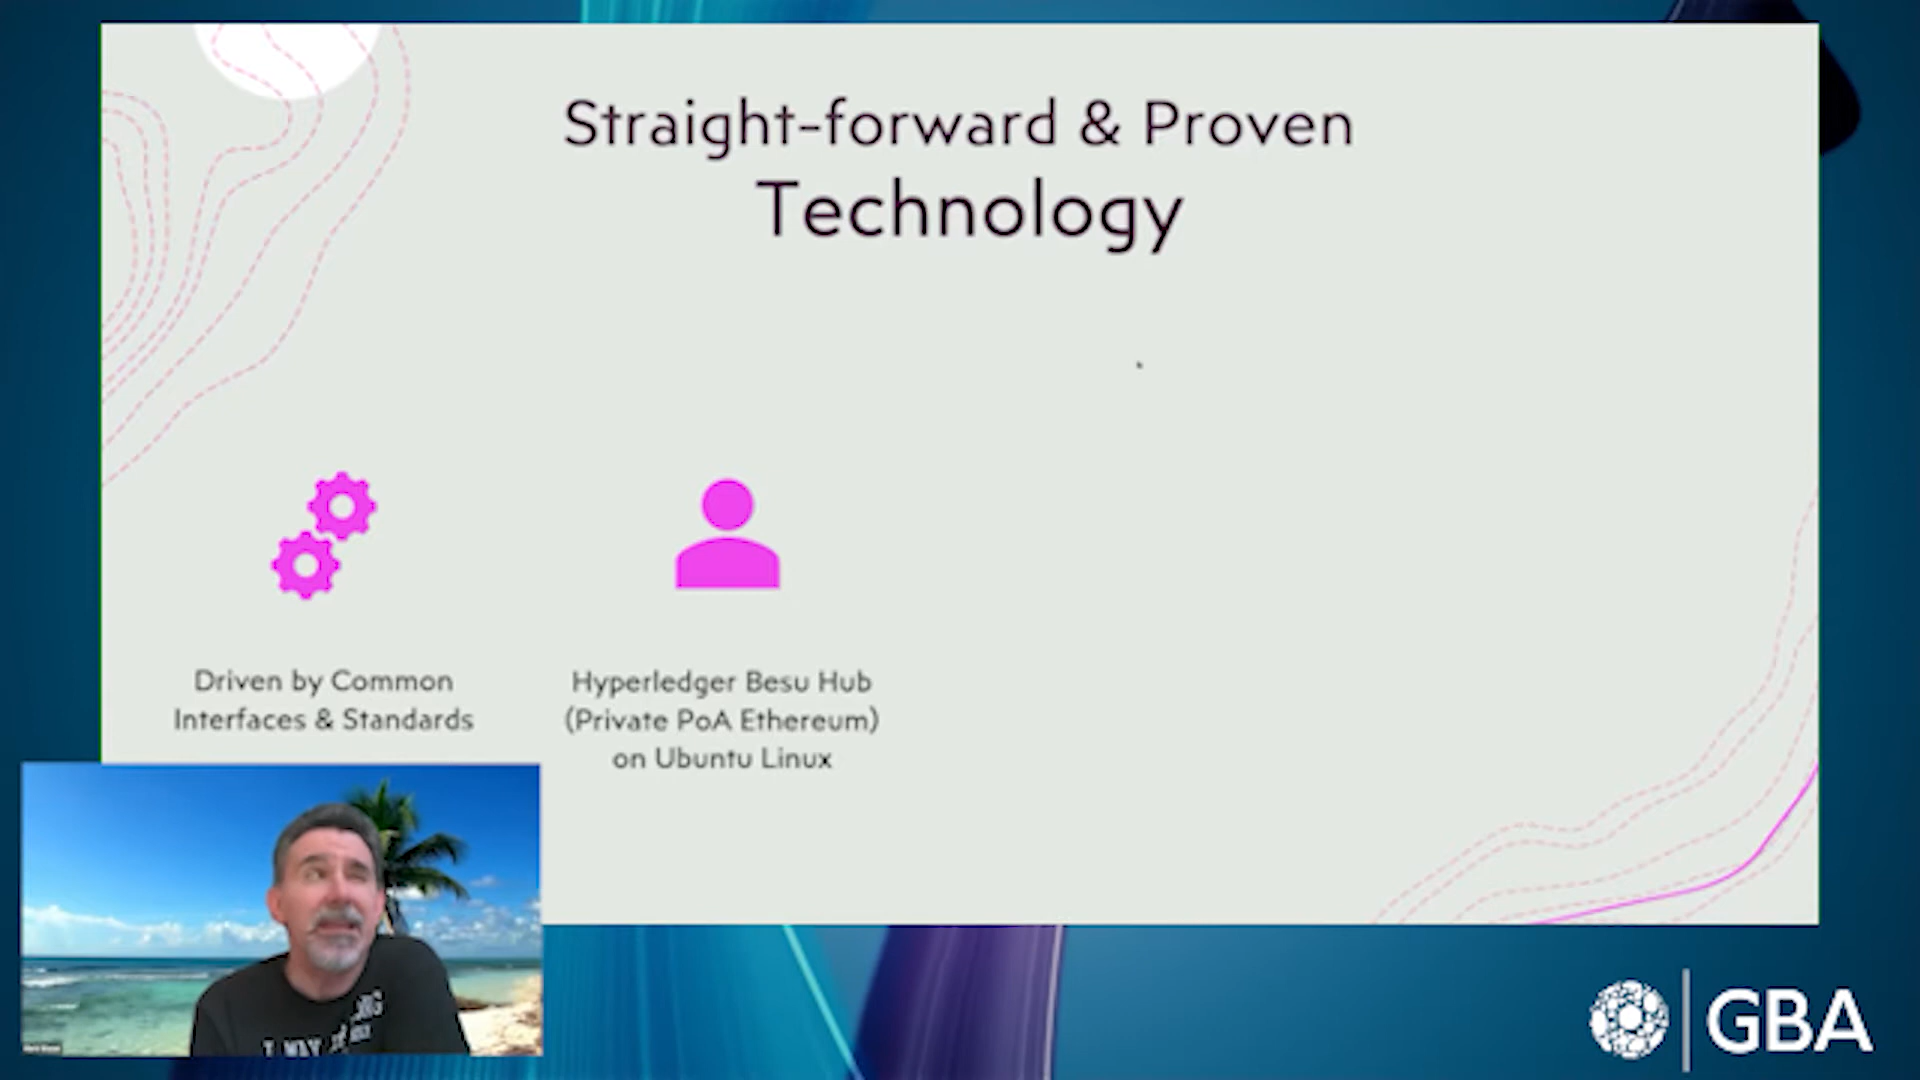 Straight-forward & Proven
Technology
Driven by Common
Interfaces & Standards
Hyperledger Besu Hub
(Private PoA Ethereum)
on Ubuntu Linux
I MAY
GBA